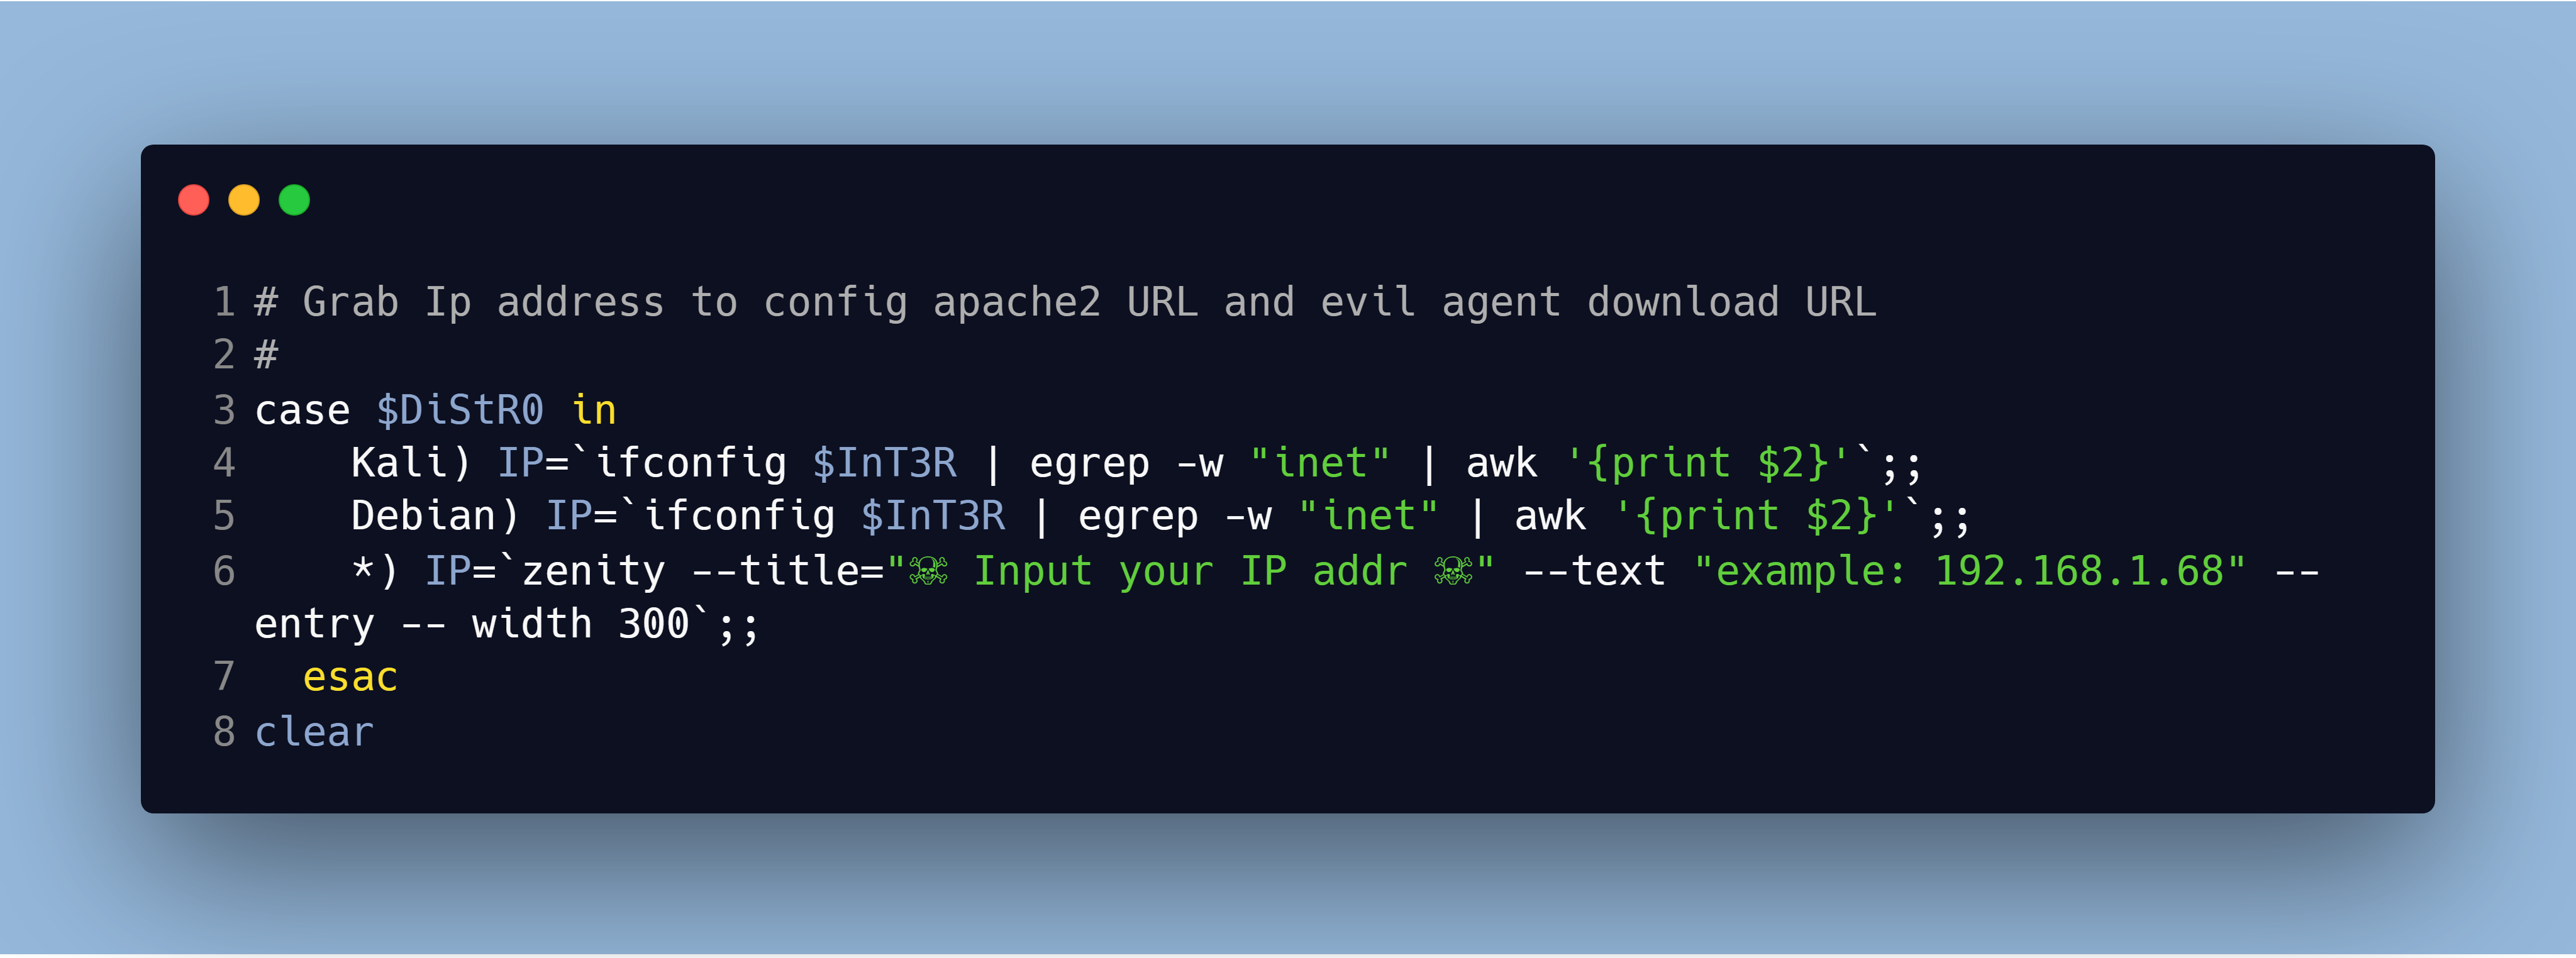 1 # Grab Ip address to config apache2 URL and evil agent download URL
2 #
3 case $DiStR0 in
4     Kali) IP=`ifconfig $InT3R | egrep -w "inet" | awk '{print $2}'`;;
5     Debian) IP=`ifconfig $InT3R | egrep -w "inet" | awk '{print $2}'`;;
6     *) IP=`zenity --title="☠ Input your IP addr ☠" --text "example: 192.168.1.68" --
entry -- width 300`;;
7   esac
8 clear